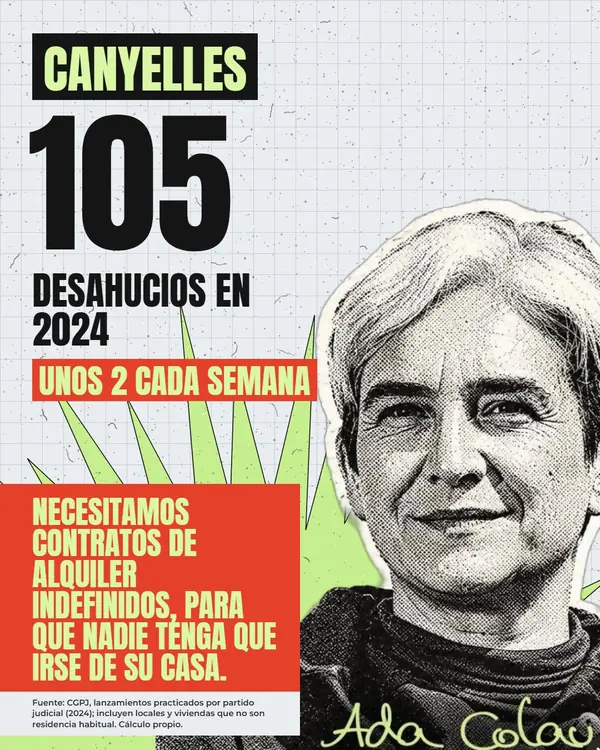 CANYELLES
105
DESAHUCIOS EN
2024
UNOS 2 CADA SEMANA
NECESITAMOS
CONTRATOS DE
ALQUILER
INDEFINIDOS, PARA
QUE NADIE TENGA QUE
IRSE DE SU CASA.
Fuente: CGPJ, lanzamientos practicados por partido
judicial (2024); incluyen locales y viviendas que no son
residencia habitual. Cálculo propio.
Ada Colau